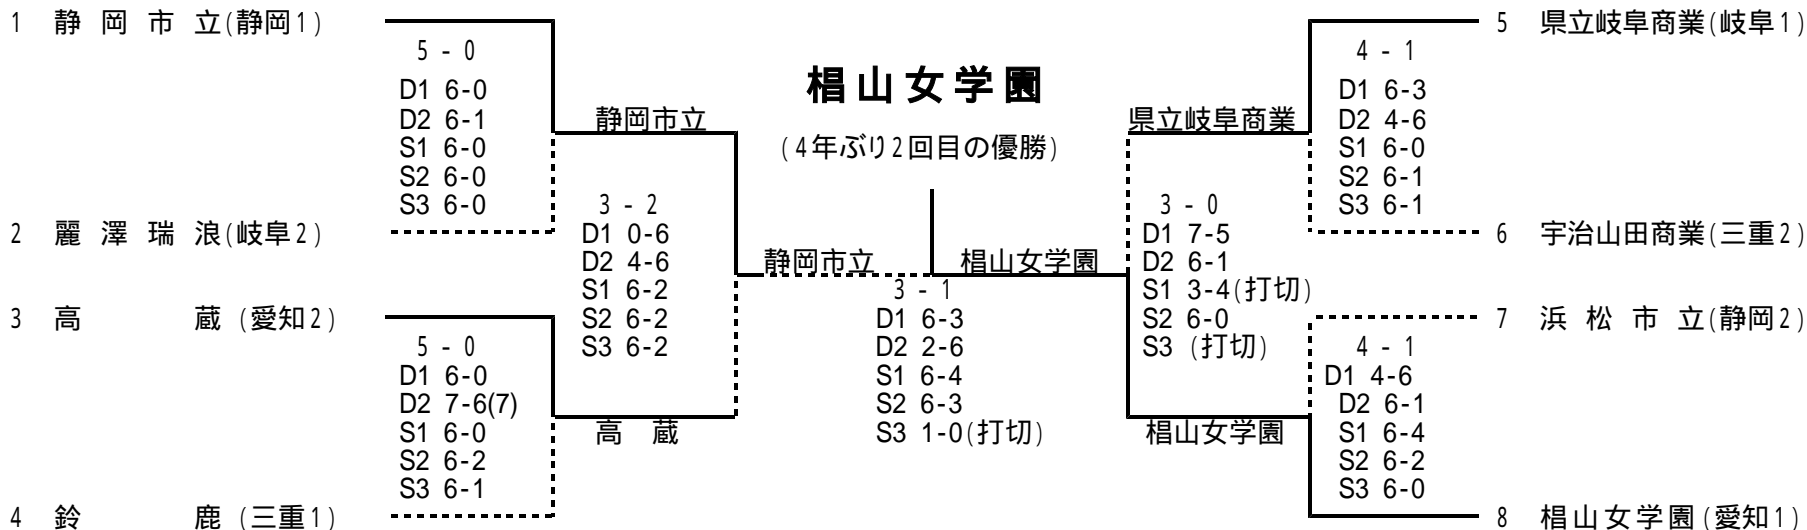 1 静岡市立(静岡1)
5 - 0
D1 6-0
D2 6-1
S1 6-0
S2 6-0
S3 6-0
2 麗澤瑞浪(岐阜2)
静岡市立
3 - 2
D1 0-6
D2 4-6
S1 6-2
S2 6-2
S3 6-2
3 高蔵(愛知2)
5 - 0
D1 6-0
D2 7-6(7)
S1 6-0
S2 6-2
S3 6-1
4 鈴鹿(三重1)
高蔵
椙山女学園
(4年ぶり2回目の優勝)
静岡市立
椙山女学園
3 - 1
D1 6-3
D2 2-6
S1 6-4
S2 6-3
S3 1-0(打切)
県立岐阜商業
3 - 0
D1 7-5
D2 6-1
S1 3-4(打切)
S2 6-0
S3 (打切)
椙山女学園
5 県立岐阜商業(岐阜1)
4 - 1
D1 6-3
D2 4-6
S1 6-0
S2 6-1
S3 6-1
6 宇治山田商業(三重2)
7 浜松市立(静岡2)
4 - 1
D1 4-6
D2 6-1
S1 6-4
S2 6-2
S3 6-0
8 椙山女学園(愛知1)